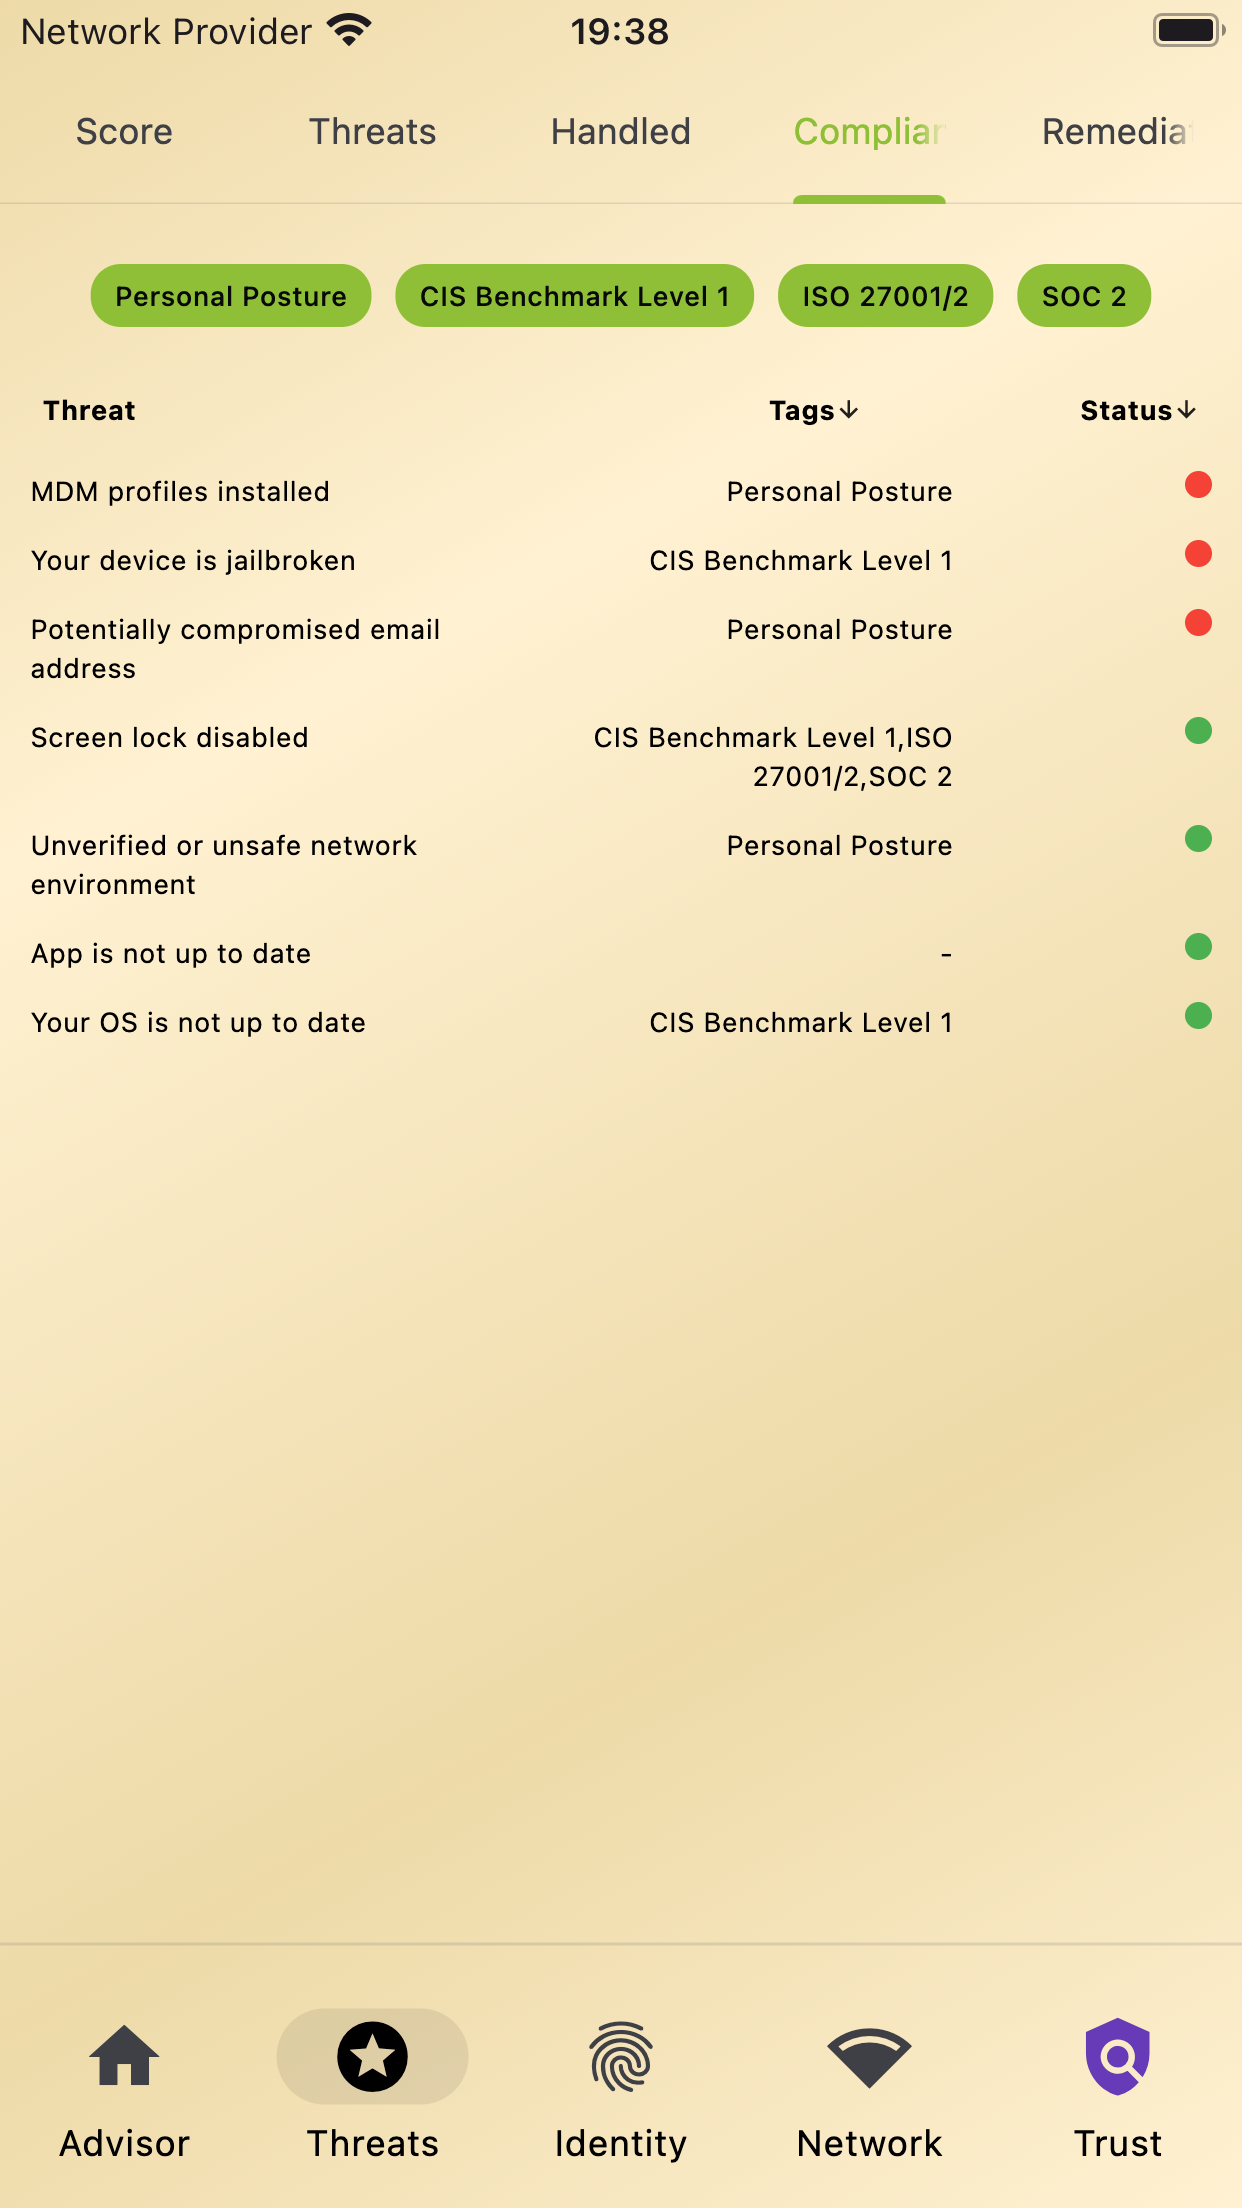 Network Provider 19:38
Score Threats Handled Complian Remediat
Personal Posture CIS Benchmark Level 1 ISO 27001/2 SOC 2
Threat Tags Status
MDM profiles installed Personal Posture
Your device is jailbroken CIS Benchmark Level 1
Potentially compromised email Personal Posture
address
Screen lock disabled CIS Benchmark Level 1,ISO
27001/2,SOC 2
Unverified or unsafe network Personal Posture
environment
App is not up to date -
Your OS is not up to date CIS Benchmark Level 1
Advisor Threats Identity Network Trust